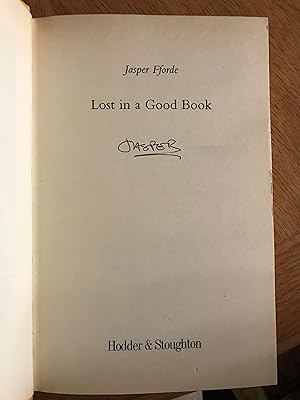 Jasper Fforde
Lost in a Good Book
JASPER
Hodder & Stoughton